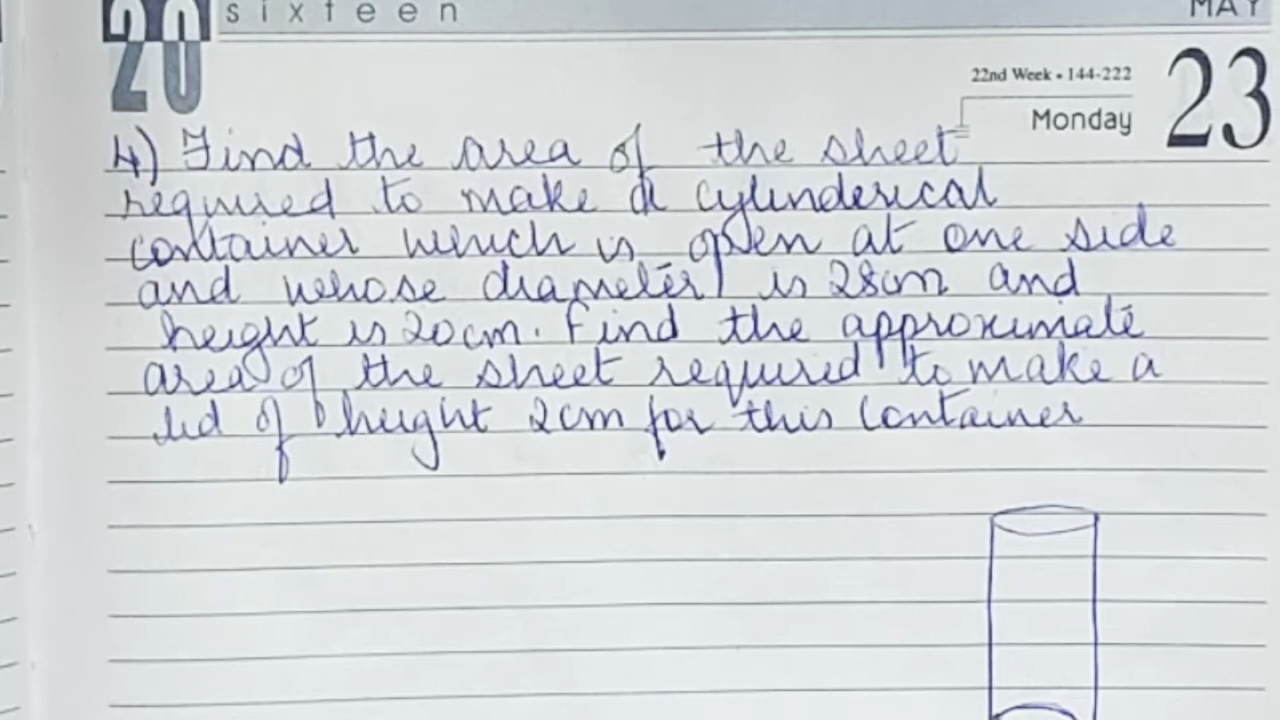 sixteen
MAY
20
22nd Week • 144-222
Monday
23
4) Find the area of the sheet
required to make a cylinderical
container which is open at one side
and whose diameter is 28cm and
height is 20cm. Find the approximate
area of the sheet required to make a
lid of height 2cm for this container